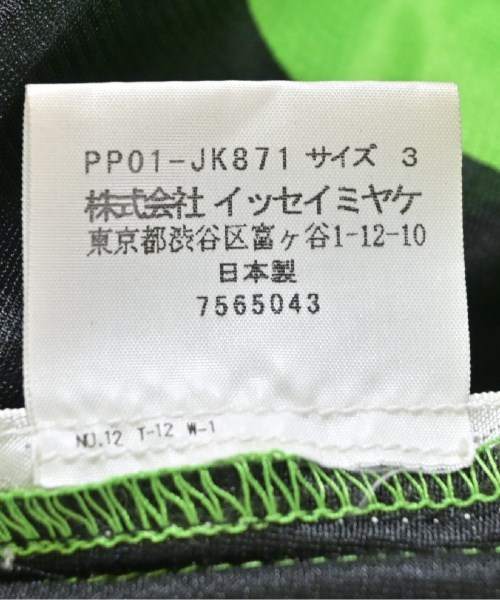 PP01-JK871 サイズ 3
株式会社 イッセイミヤケ
東京都渋谷区富ヶ谷1-12-10
日本製
7565043
NO.12 T-12 W-1